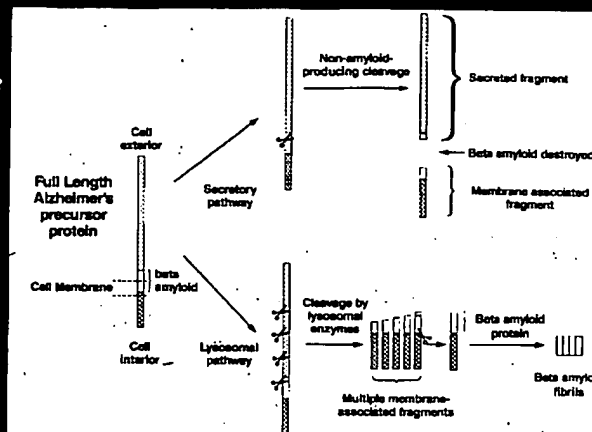 Non-amyloid-
producing cleavage
Secreted fragment
Cell
exterior
Beta amyloid destroyed
Full Length
Alzheimer's
precursor
protein
Secretory
pathway
Membrane associated
fragment
beta
amyloid
Cell Membrane
Cleavage by
lysosomal
enzymes
Beta amyloid
protein
Cell
interior
Lysosomal
pathway
Beta amyloid
fibrils
Multiple membrane-
associated fragments